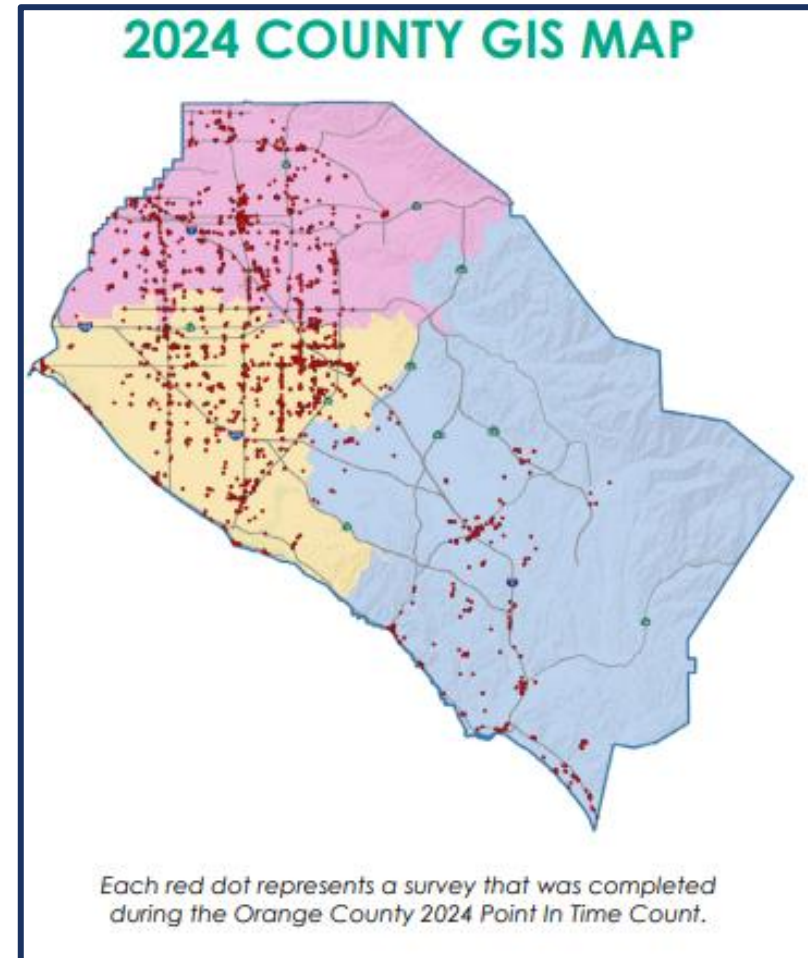 2024 COUNTY GIS MAP
Each red dot represents a survey that was completed
during the Orange County 2024 Point In Time Count.